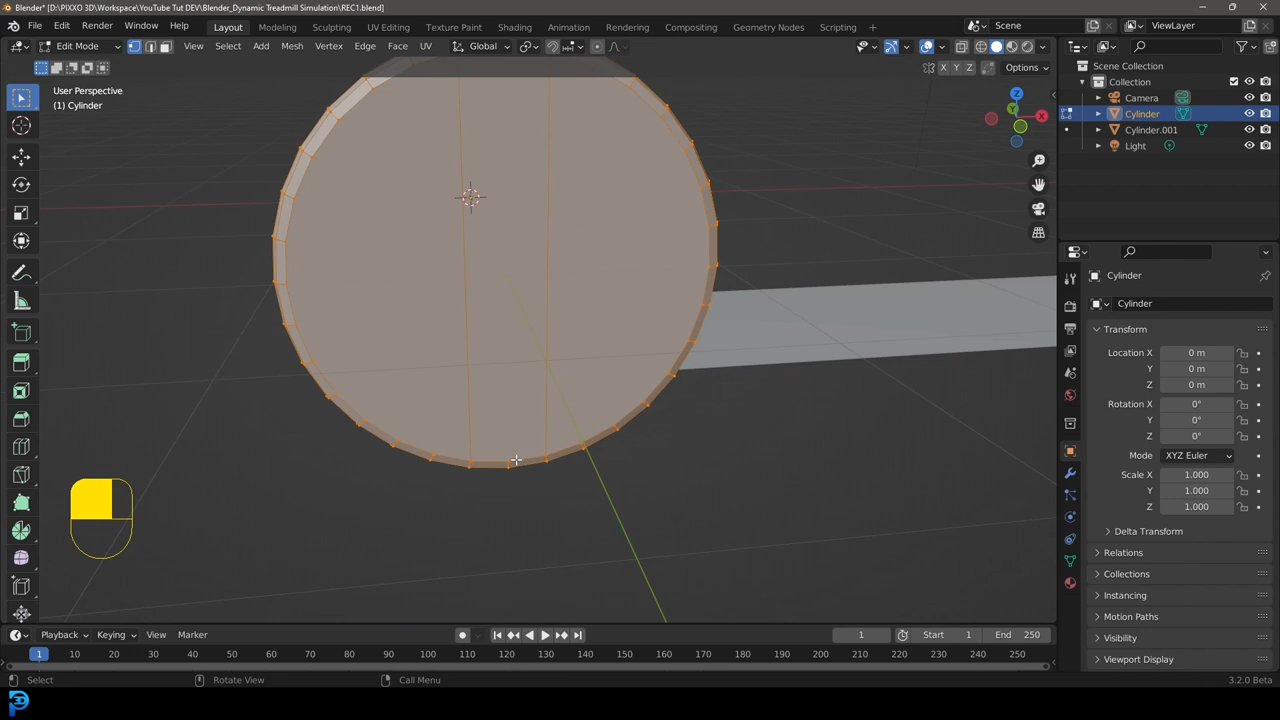 Blender* [D:\PIXXO 3D\Workspace\YouTube Tut DEV\Blender_Dynamic Treadmill Simulation\REC1.blend]
File Edit Render Window Help Layout Modeling Sculpting UV Editing Texture Paint Shading Animation Rendering Compositing Geometry Nodes Scripting Scene ViewLayer
Edit Mode View Select Add Mesh Vertex Edge Face UV Global
X Y Z Options
User Perspective
(1) Cylinder
Z
X
Y
Scene Collection
Collection
Camera
Cylinder
Cylinder.001
Light
Cylinder
Cylinder
Transform
Location X 0 m
Y 0 m
Z 0 m
Rotation X 0°
Y 0°
Z 0°
Mode XYZ Euler
Scale X 1.000
Y 1.000
Z 1.000
Delta Transform
Relations
Collections
Instancing
Motion Paths
Visibility
Viewport Display
Playback Keying View Marker 1 Start 1 End 250
1 10 20 30 40 50 60 70 80 90 100 110 120 130 140 150 160 170 180 190 200 210 220 230 240 250
Select Rotate View Call Menu 3.2.0 Beta